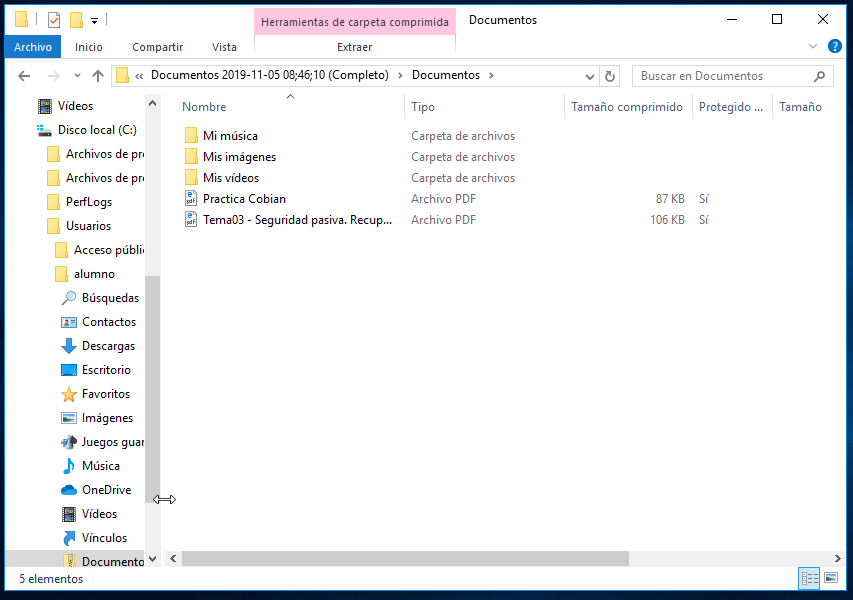 Herramientas de carpeta comprimida
Documentos
Archivo
Inicio
Compartir
Vista
Extraer
?
« Documentos 2019-11-05 08;46;10 (Completo) > Documentos >
Buscar en Documentos
Nombre
Tipo
Tamaño comprimido
Protegido ...
Tamaño
Vídeos
Disco local (C:)
Archivos de pr
Archivos de pr
PerfLogs
Usuarios
Acceso públi
alumno
Búsquedas
Contactos
Descargas
Escritorio
Favoritos
Imágenes
Juegos guar
Música
OneDrive
Vídeos
Vínculos
Documento
Mi música Carpeta de archivos
Mis imágenes Carpeta de archivos
Mis vídeos Carpeta de archivos
Practica Cobian Archivo PDF 87 KB Sí
Tema03 - Seguridad pasiva. Recup... Archivo PDF 106 KB Sí
5 elementos